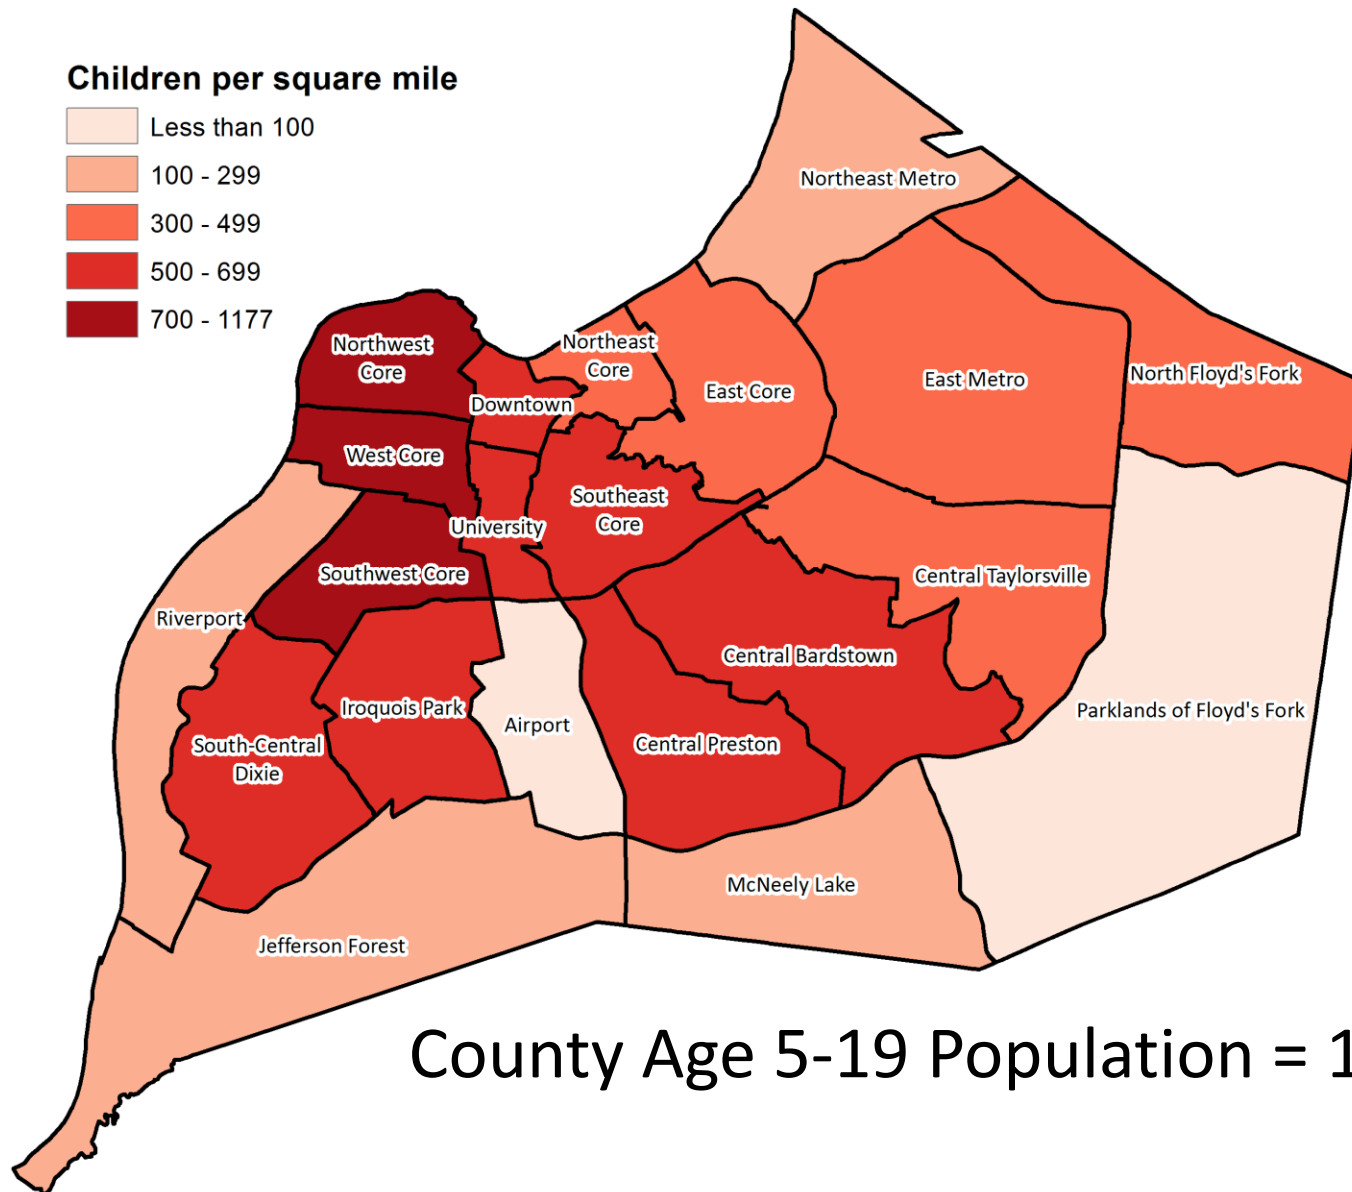 Children per square mile
Less than 100
100 - 299
300 - 499
500 - 699
700 - 1177
Northeast Metro
Northwest
Core
Northeast
Core
North Floyd's Fork
East Metro
East Core
Downtown
West Core
Southeast
Core
University
Southwest Core
Central Taylorsville
Riverport
Central Bardstown
Iroquois Park
Parklands of Floyd's Fork
Airport
Central Preston
South-Central
Dixie
McNeely Lake
Jefferson Forest
County Age 5-19 Population = 1